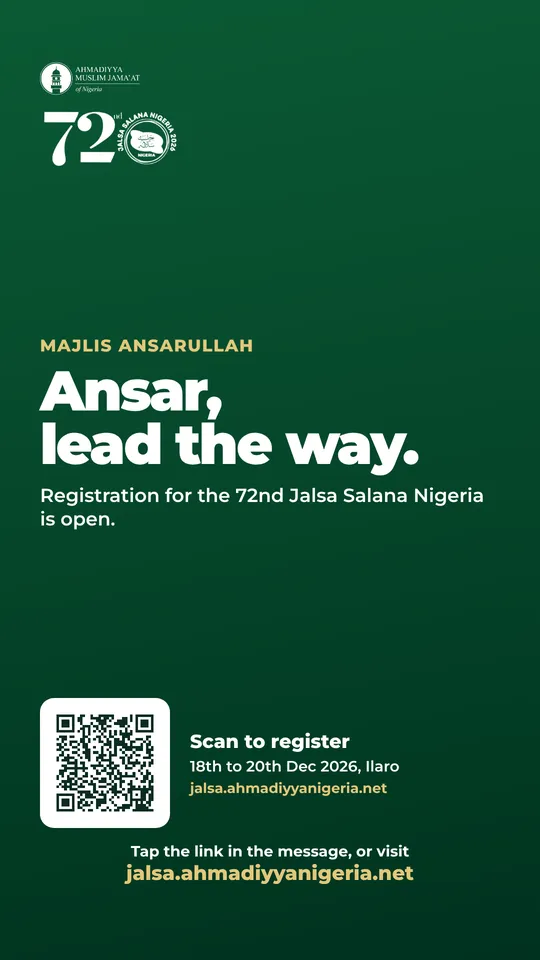 AHMADIYYA
MUSLIM JAMA'AT
of Nigeria
72nd
JALSA SALANA NIGERIA 2026
NIGERIA
MAJLIS ANSARULLAH
Ansar,
lead the way.
Registration for the 72nd Jalsa Salana Nigeria
is open.
Scan to register
18th to 20th Dec 2026, Ilaro
jalsa.ahmadiyyanigeria.net
Tap the link in the message, or visit
jalsa.ahmadiyyanigeria.net